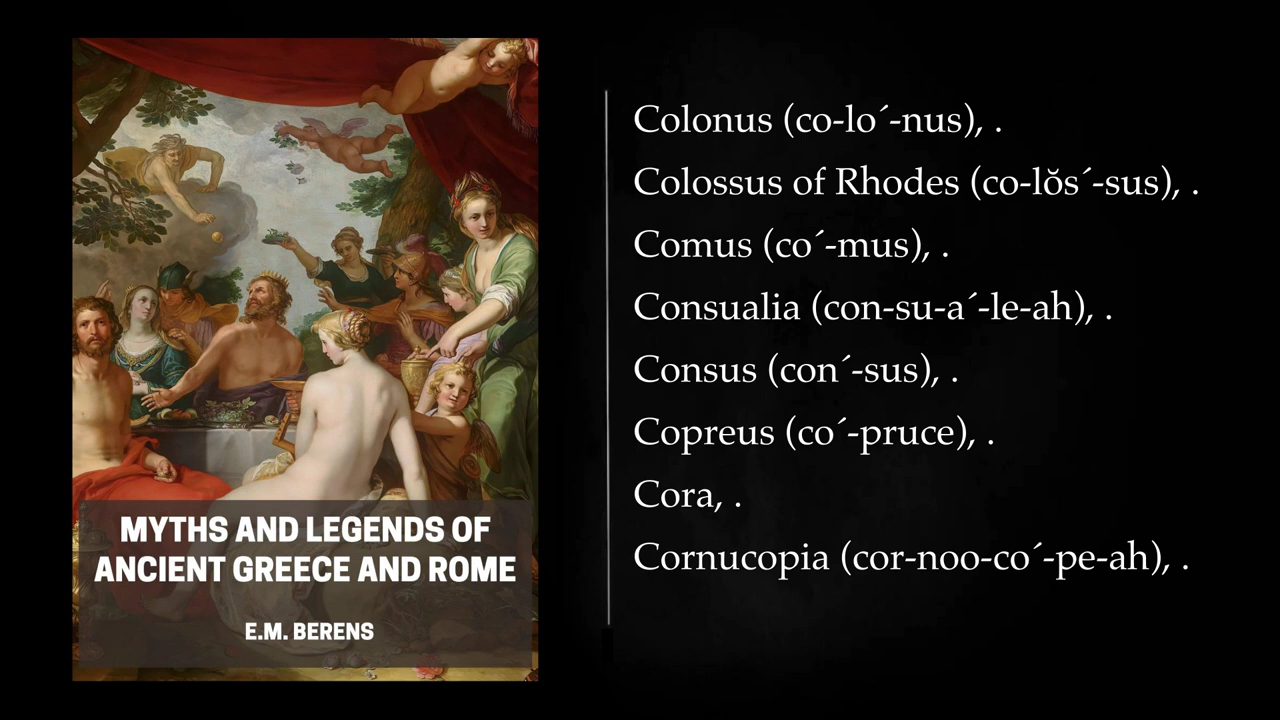 MYTHS AND LEGENDS OF
ANCIENT GREECE AND ROME
E.M. BERENS
Colonus (co-lo´-nus), .
Colossus of Rhodes (co-lŏs´-sus), .
Comus (co´-mus), .
Consualia (con-su-a´-le-ah), .
Consus (con´-sus), .
Copreus (co´-pruce), .
Cora, .
Cornucopia (cor-noo-co´-pe-ah), .